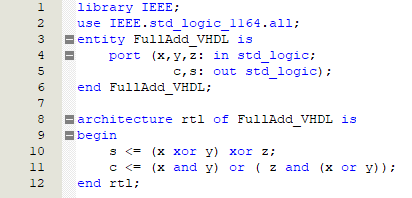 1 library IEEE;
2 use IEEE.std_logic_1164.all;
3 entity FullAdd_VHDL is
4 port (x,y,z: in std_logic;
5 c,s: out std_logic);
6 end FullAdd_VHDL;
7
8 architecture rtl of FullAdd_VHDL is
9 begin
10 s <= (x xor y) xor z;
11 c <= (x and y) or ( z and (x or y));
12 end rtl;